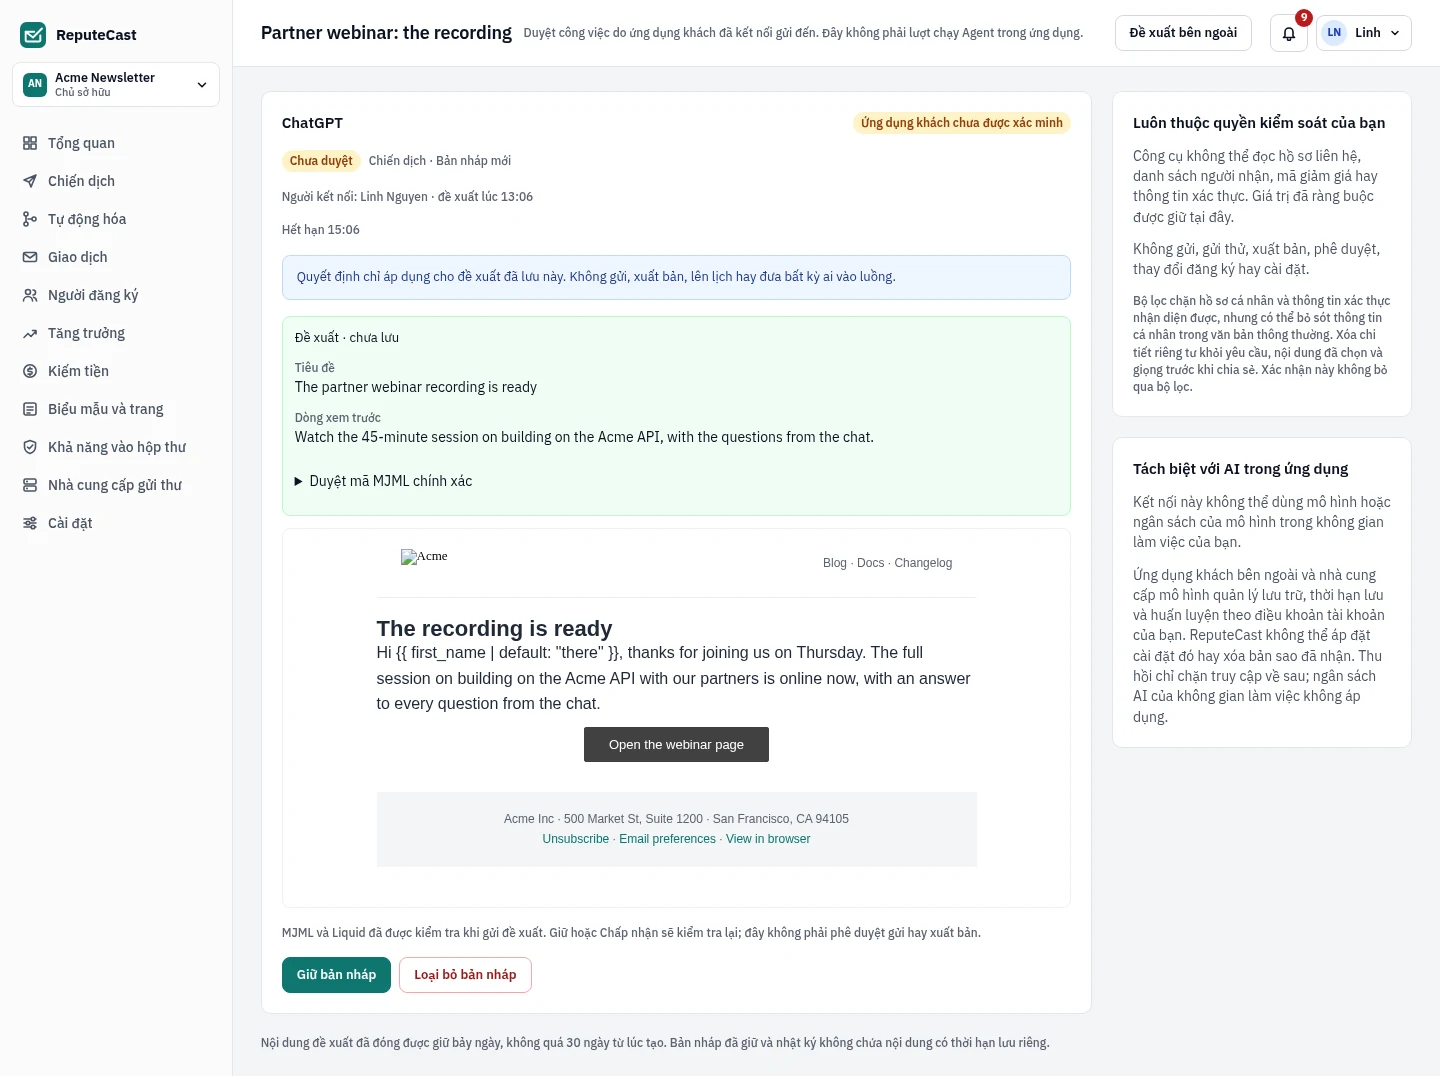 ReputeCast
AN
Acme Newsletter
Chủ sở hữu
Tổng quan
Chiến dịch
Tự động hóa
Giao dịch
Người đăng ký
Tăng trưởng
Kiếm tiền
Biểu mẫu và trang
Khả năng vào hộp thư
Nhà cung cấp gửi thư
Cài đặt
Partner webinar: the recording
Duyệt công việc do ứng dụng khách đã kết nối gửi đến. Đây không phải lượt chạy Agent trong ứng dụng.
Đề xuất bên ngoài
9
LN
Linh
ChatGPT
Ứng dụng khách chưa được xác minh
Chưa duyệt
Chiến dịch · Bản nháp mới
Người kết nối: Linh Nguyen · đề xuất lúc 13:06
Hết hạn 15:06
Quyết định chỉ áp dụng cho đề xuất đã lưu này. Không gửi, xuất bản, lên lịch hay đưa bất kỳ ai vào luồng.
Đề xuất · chưa lưu
Tiêu đề
The partner webinar recording is ready
Dòng xem trước
Watch the 45-minute session on building on the Acme API, with the questions from the chat.
Duyệt mã MJML chính xác
Acme
Blog · Docs · Changelog
The recording is ready
Hi {{ first_name | default: "there" }}, thanks for joining us on Thursday. The full
session on building on the Acme API with our partners is online now, with an answer
to every question from the chat.
Open the webinar page
Acme Inc · 500 Market St, Suite 1200 · San Francisco, CA 94105
Unsubscribe · Email preferences · View in browser
MJML và Liquid đã được kiểm tra khi gửi đề xuất. Giữ hoặc Chấp nhận sẽ kiểm tra lại; đây không phải phê duyệt gửi hay xuất bản.
Giữ bản nháp
Loại bỏ bản nháp
Nội dung đề xuất đã đóng được giữ bảy ngày, không quá 30 ngày từ lúc tạo. Bản nháp đã giữ và nhật ký không chứa nội dung có thời hạn lưu riêng.
Luôn thuộc quyền kiểm soát của bạn
Công cụ không thể đọc hồ sơ liên hệ,
danh sách người nhận, mã giảm giá hay
thông tin xác thực. Giá trị đã ràng buộc
được giữ tại đây.
Không gửi, gửi thử, xuất bản, phê duyệt,
thay đổi đăng ký hay cài đặt.
Bộ lọc chặn hồ sơ cá nhân và thông tin xác thực
nhận diện được, nhưng có thể bỏ sót thông tin
cá nhân trong văn bản thông thường. Xóa chi
tiết riêng tư khỏi yêu cầu, nội dung đã chọn và
giọng trước khi chia sẻ. Xác nhận này không bỏ
qua bộ lọc.
Tách biệt với AI trong ứng dụng
Kết nối này không thể dùng mô hình hoặc
ngân sách của mô hình trong không gian
làm việc của bạn.
Ứng dụng khách bên ngoài và nhà cung
cấp mô hình quản lý lưu trữ, thời hạn lưu
và huấn luyện theo điều khoản tài khoản
của bạn. ReputeCast không thể áp đặt
cài đặt đó hay xóa bản sao đã nhận. Thu
hồi chỉ chặn truy cập về sau; ngân sách
AI của không gian làm việc không áp
dụng.